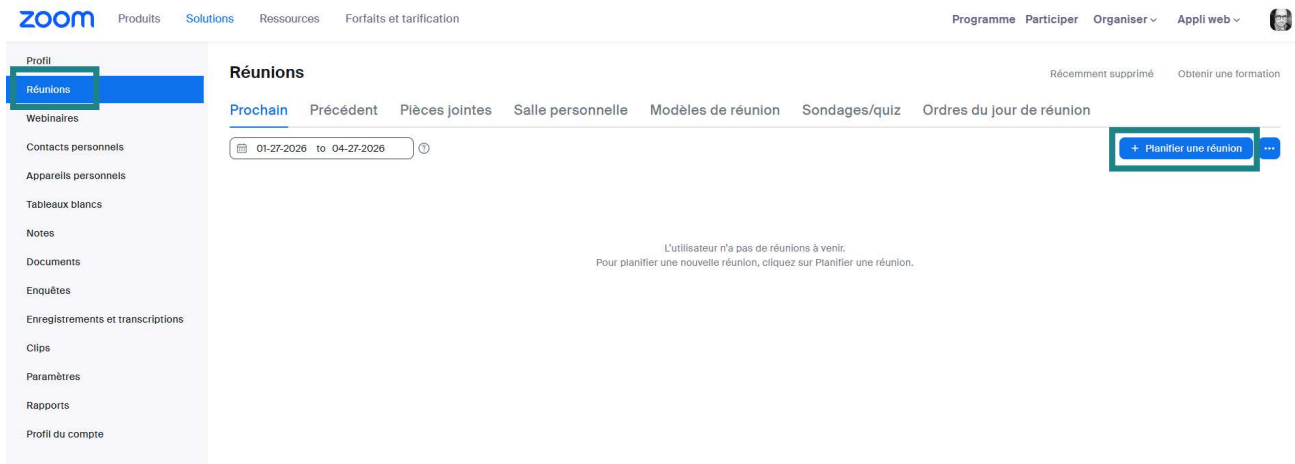 zoom Produits Solutions Ressources Forfaits et tarification Programme Participer Organiser Appli web
Profil
Réunions
Webinaires
Contacts personnels
Appareils personnels
Tableaux blancs
Notes
Documents
Enquêtes
Enregistrements et transcriptions
Clips
Paramètres
Rapports
Profil du compte
Réunions Récemment supprimé Obtenir une formation
Prochain Précédent Pièces jointes Salle personnelle Modèles de réunion Sondages/quiz Ordres du jour de réunion
01-27-2026 to 04-27-2026 ? + Planifier une réunion ...
L'utilisateur n'a pas de réunions à venir.
Pour planifier une nouvelle réunion, cliquez sur Planifier une réunion.